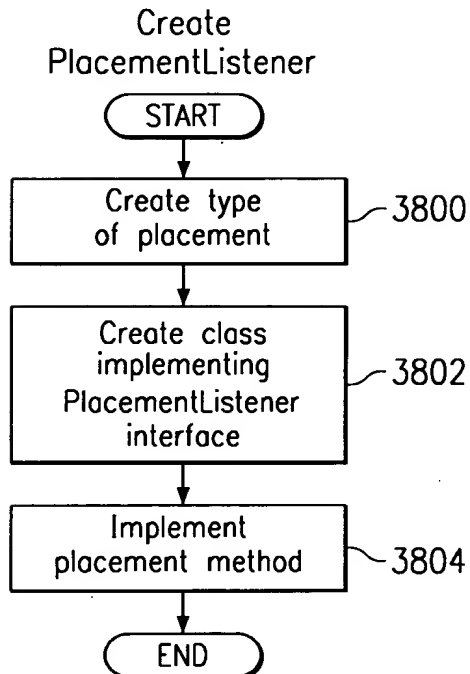 Create
PlacementListener
START
Create type
of placement
3800
Create class
implementing
PlacementListener
interface
3802
Implement
placement method
3804
END